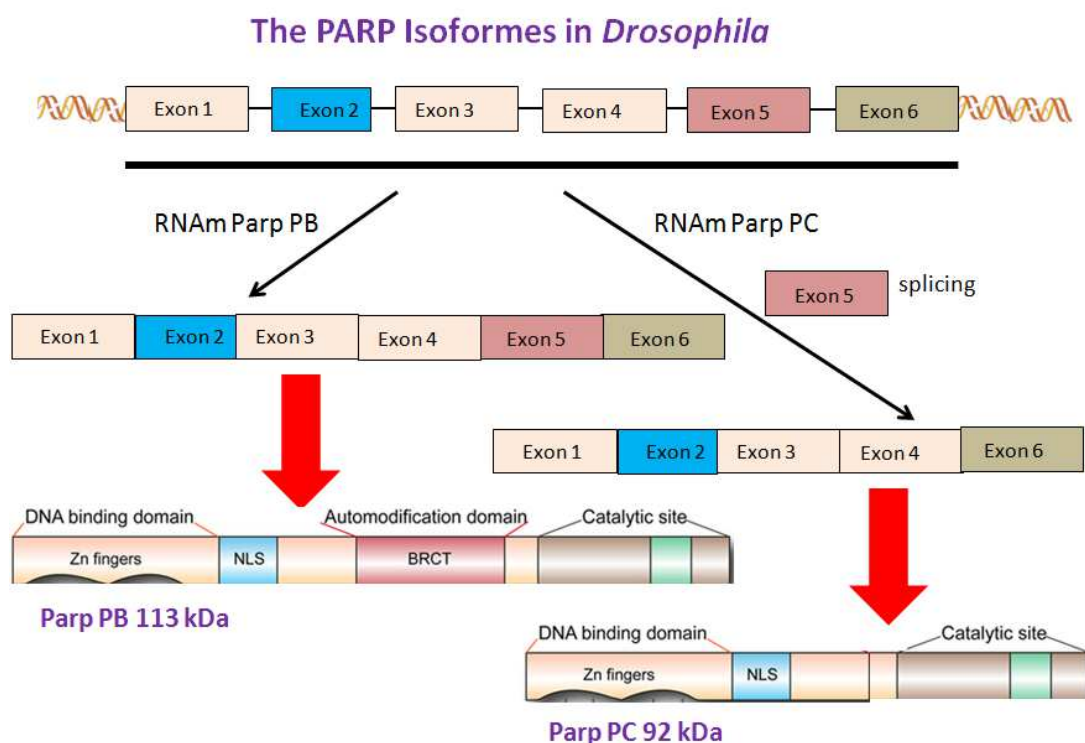 The PARP Isoformes in Drosophila
Exon 1 Exon 2 Exon 3 Exon 4 Exon 5 Exon 6
RNAm Parp PB
RNAm Parp PC
Exon 5 splicing
Exon 1 Exon 2 Exon 3 Exon 4 Exon 5 Exon 6
Exon 1 Exon 2 Exon 3 Exon 4 Exon 6
DNA binding domain Automodification domain Catalytic site
Zn fingers NLS BRCT
Parp PB 113 kDa
DNA binding domain Catalytic site
Zn fingers NLS
Parp PC 92 kDa